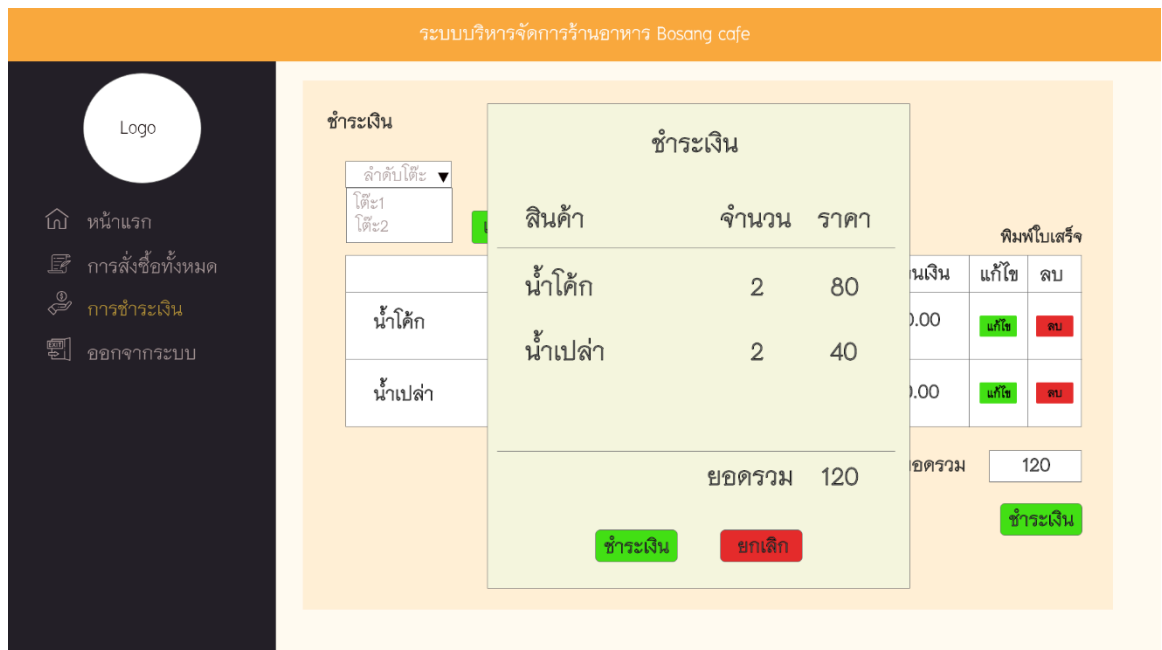 ระบบบริหารจัดการร้านอาหาร Bosang cafe
Logo
หน้าแรก
การสั่งซื้อทั้งหมด
การชำระเงิน
ออกจากระบบ
ชำระเงิน
ลำดับโต๊ะ
โต๊ะ1
โต๊ะ2
พิมพ์ใบเสร็จ
แก้ไข ลบ
น้ำโค้ก แก้ไข ลบ
น้ำเปล่า แก้ไข ลบ
120
ชำระเงิน
ชำระเงิน
สินค้า จำนวน ราคา
น้ำโค้ก 2 80
น้ำเปล่า 2 40
ยอดรวม 120
ชำระเงิน ยกเลิก